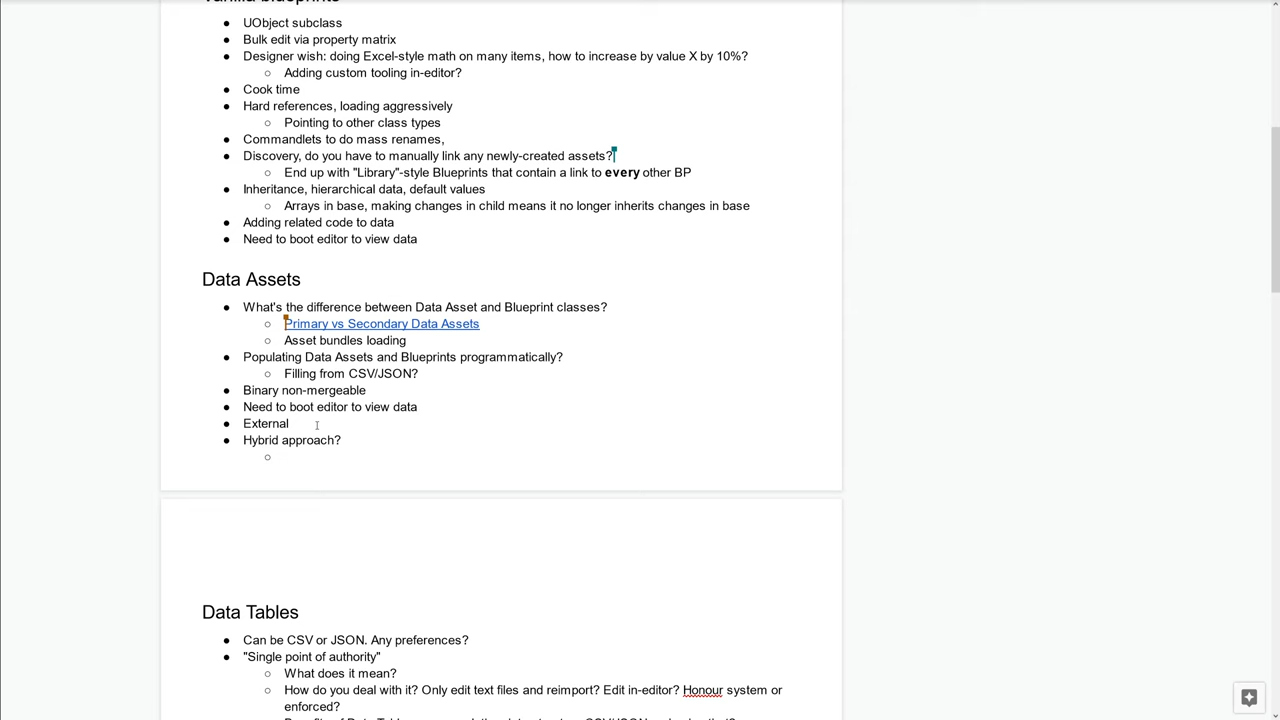 Vanilla blueprints
UObject subclass
Bulk edit via property matrix
Designer wish: doing Excel-style math on many items, how to increase by value X by 10%?
Adding custom tooling in-editor?
Cook time
Hard references, loading aggressively
Pointing to other class types
Commandlets to do mass renames,
Discovery, do you have to manually link any newly-created assets?
End up with "Library"-style Blueprints that contain a link to every other BP
Inheritance, hierarchical data, default values
Arrays in base, making changes in child means it no longer inherits changes in base
Adding related code to data
Need to boot editor to view data
Data Assets
What's the difference between Data Asset and Blueprint classes?
Primary vs Secondary Data Assets
Asset bundles loading
Populating Data Assets and Blueprints programmatically?
Filling from CSV/JSON?
Binary non-mergeable
Need to boot editor to view data
External
Hybrid approach?
Data Tables
Can be CSV or JSON. Any preferences?
"Single point of authority"
What does it mean?
How do you deal with it? Only edit text files and reimport? Edit in-editor? Honour system or
enforced?